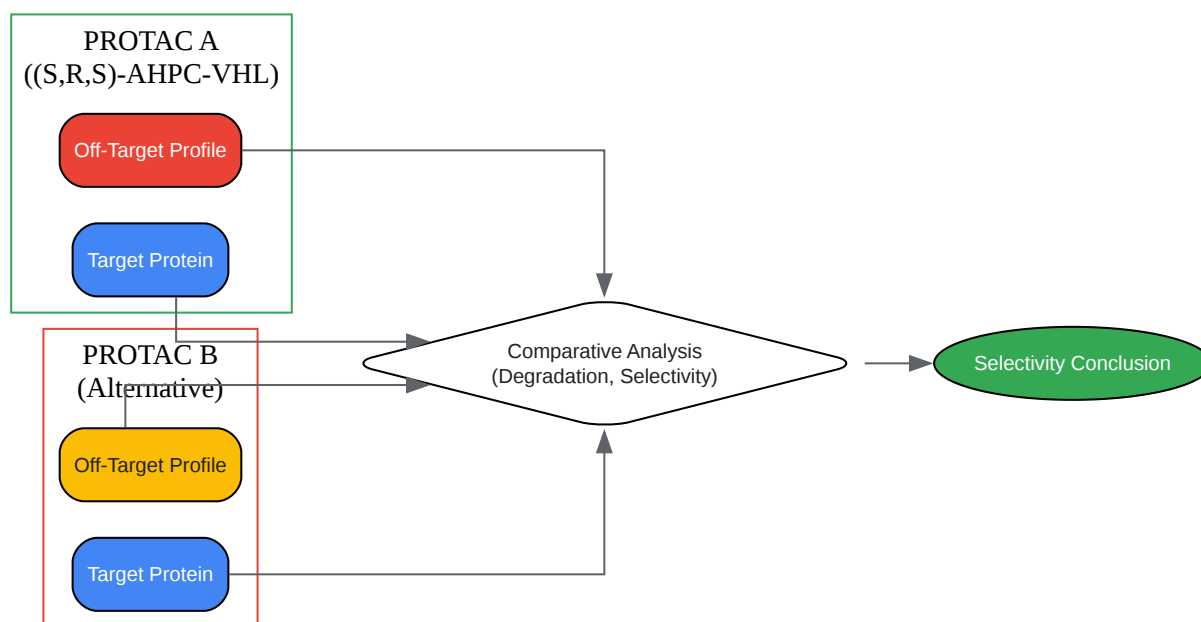 PROTAC A
((S,R,S)-AHPC-VHL)
Off-Target Profile
Target Protein
PROTAC B
(Alternative)
Off-Target Profile
Target Protein
Comparative Analysis
(Degradation, Selectivity)
Selectivity Conclusion